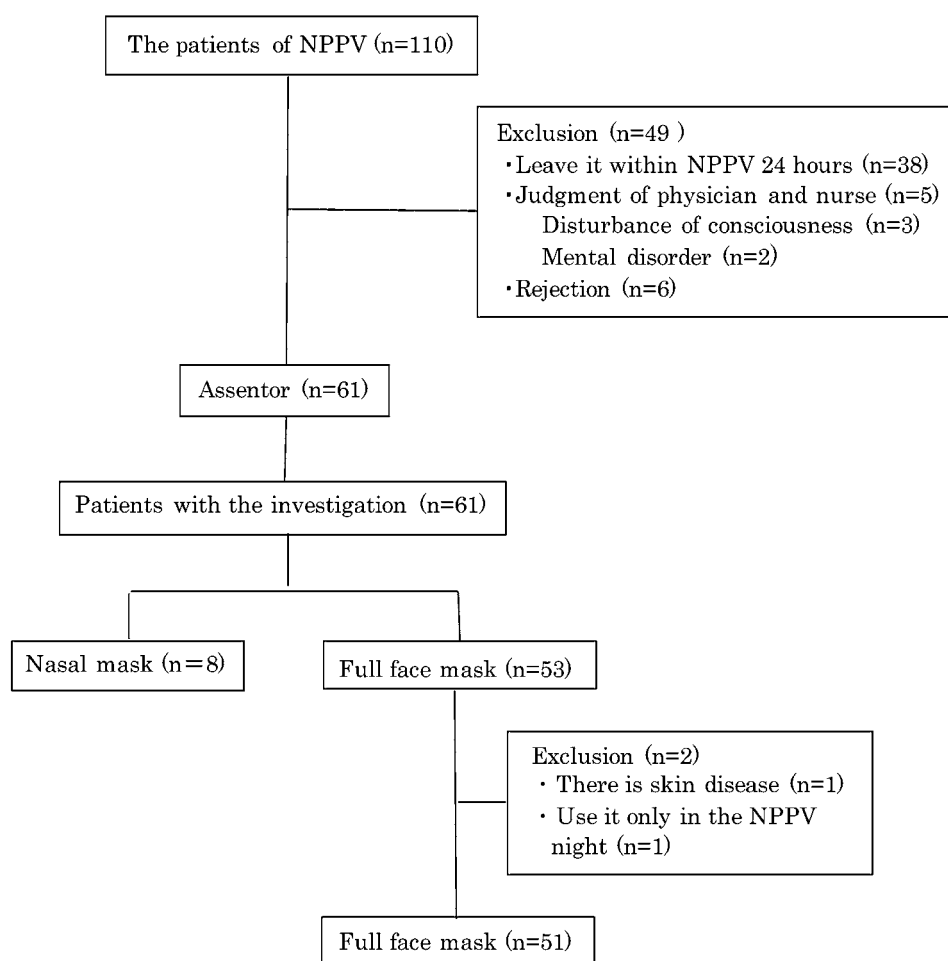 The patients of NPPV (n=110)
Exclusion (n=49 )
・Leave it within NPPV 24 hours (n=38)
・Judgment of physician and nurse (n=5)
Disturbance of consciousness (n=3)
Mental disorder (n=2)
・Rejection (n=6)
Assentor (n=61)
Patients with the investigation (n=61)
Nasal mask (n=8)
Full face mask (n=53)
Exclusion (n=2)
・ There is skin disease (n=1)
・ Use it only in the NPPV
night (n=1)
Full face mask (n=51)